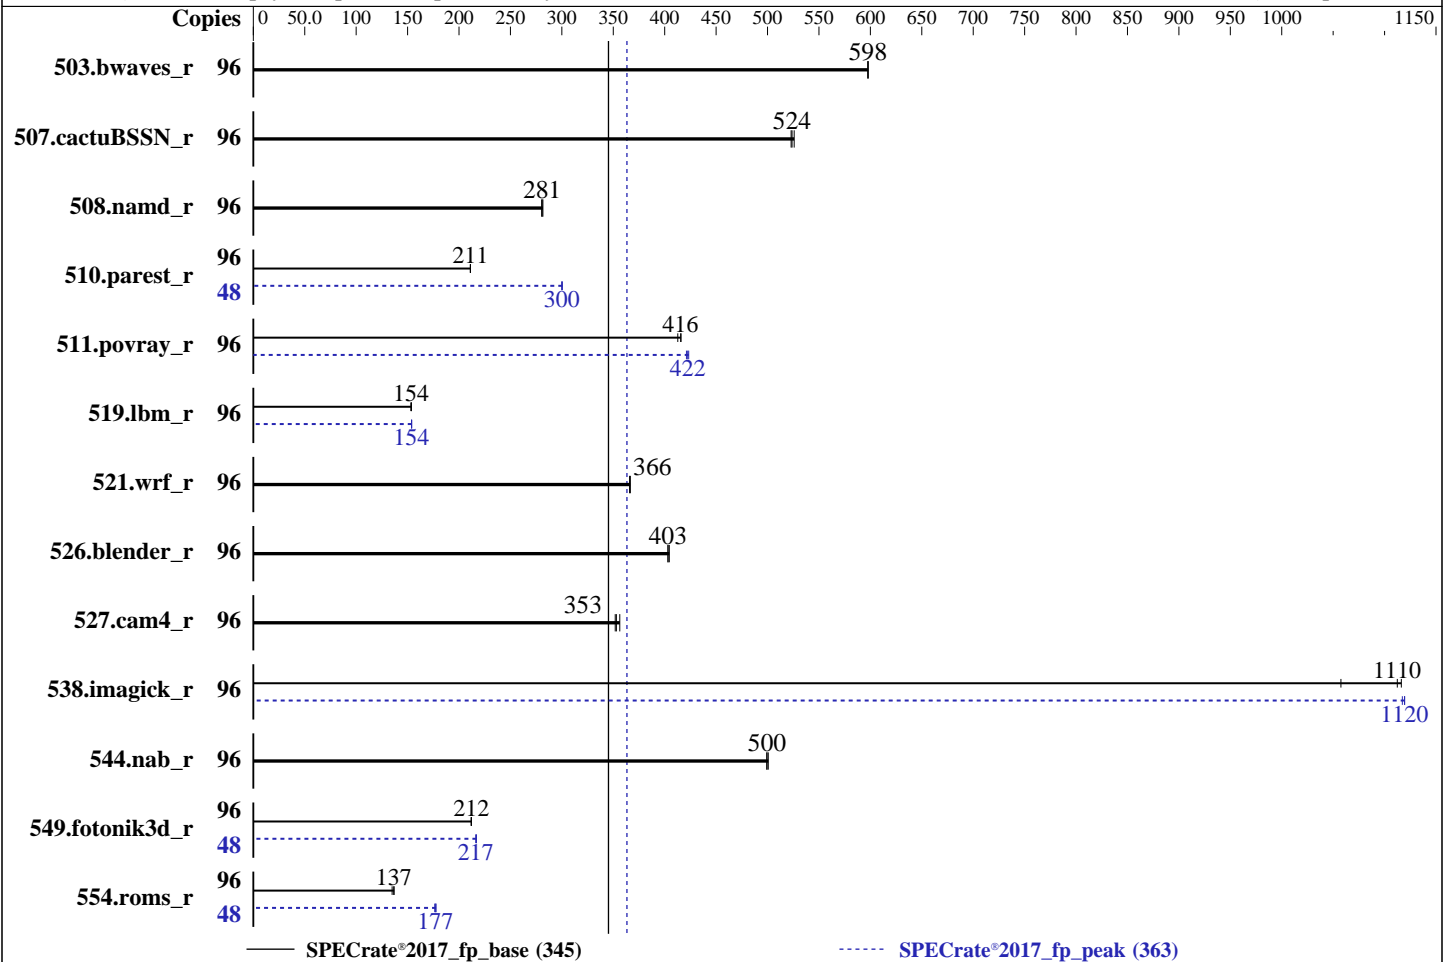 Copies 0 50.0 100 150 200 250 300 350 400 450 500 550 600 650 700 750 800 850 900 950 1000 1150
503.bwaves_r 96 598
507.cactuBSSN_r 96 524
508.namd_r 96 281
510.parest_r 96 211
48 300
511.povray_r 96 416
422
519.lbm_r 96 154
154
521.wrf_r 96 366
526.blender_r 96 403
527.cam4_r 96 353
538.imagick_r 96 1110
1120
544.nab_r 96 500
549.fotonik3d_r 96 212
48 217
554.roms_r 96 137
48 177
SPECrate®2017_fp_base (345) SPECrate®2017_fp_peak (363)